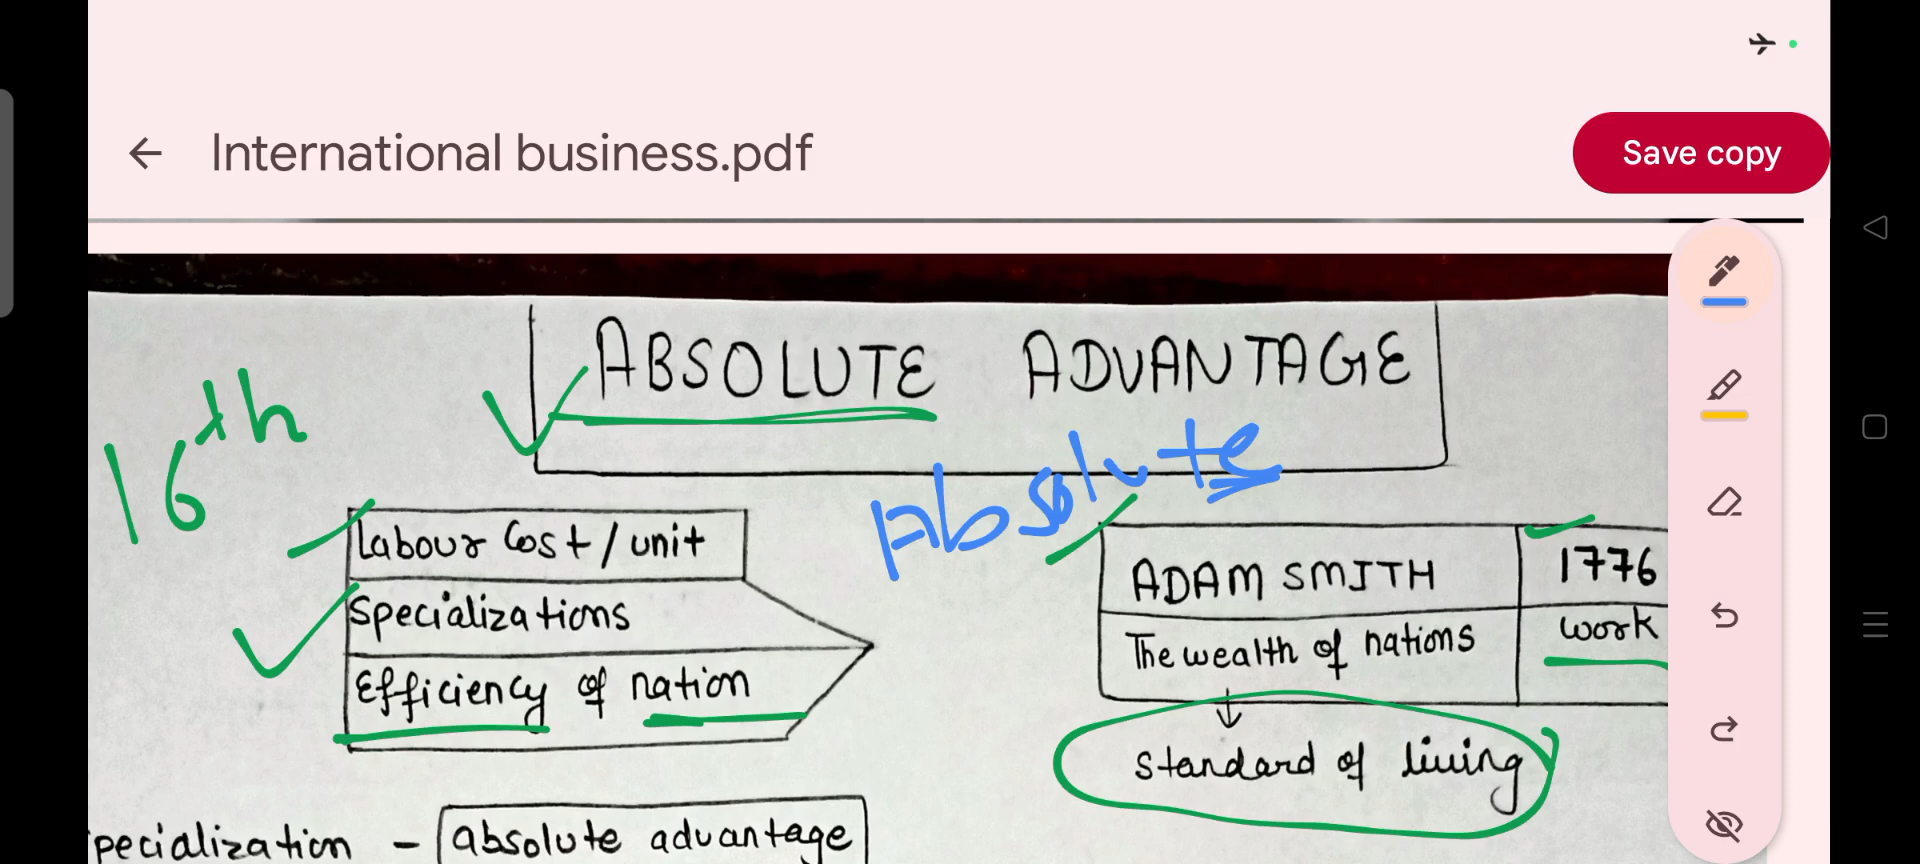 International business.pdf
Save copy
ABSOLUTE ADVANTAGE
16th
Absolute
Labour Cost/unit
Specializations
Efficiency of nation
ADAM SMITH 1776
The wealth of nations work
standard of living
pecialization - absolute advantage